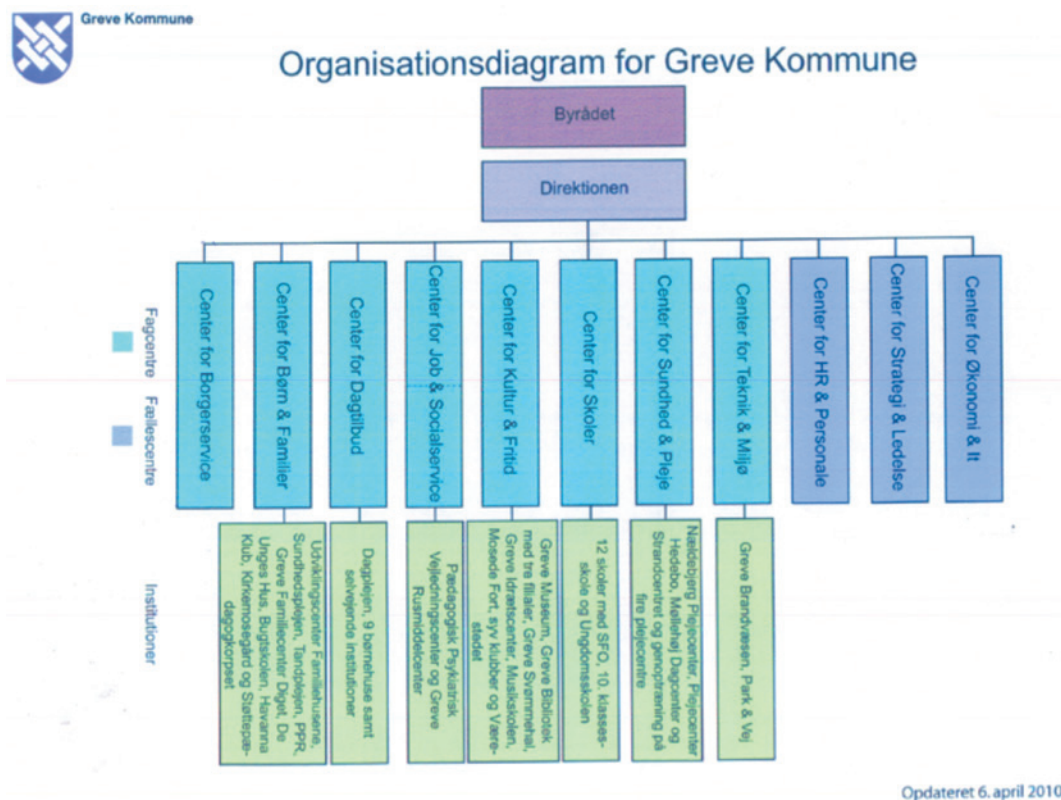 Greve Kommune
Organisationsdiagram for Greve Kommune
Byrådet
Direktionen
Fagcentre
Fællescentre
Institutioner
Center for Borgerservice
Center for Børn & Familier
Center for Dagtilbud
Center for Job & Socialservice
Center for Kultur & Fritid
Center for Skoler
Center for Sundhed & Pleje
Center for Teknik & Miljø
Center for HR & Personale
Center for Strategi & Ledelse
Center for Økonomi & It
Udviklingscenter Familiehusene,
Sundhedsplejen, Tandplejen, PPR,
Greve Familiecenter Diget, De
Unges Hus, Bugtskolen, Havanna
Klub, Kirkemosegård og Støttepæ-
dagogkorpset
Dagplejen, 9 børnehuse samt
selvejende institutioner
Pædagogisk Psykiatrisk
Vejledningscenter og Greve
Rusmiddelcenter
Greve Museum, Greve Bibliotek
med tre filialer, Greve Svømmehal,
Greve Idrætscenter, Musikskolen,
Mosede Fort, syv klubber og Være-
stedet
12 skoler med SFO, 10. klasses-
skole og Ungdomsskolen
Nældebjerg Plejecenter, Plejecenter
Hedebo, Møllehøj Dagcenter og
Strandcentret og genoptræning på
fire plejecentre
Greve Brandvæsen, Park & Vej
Opdateret 6. april 2010